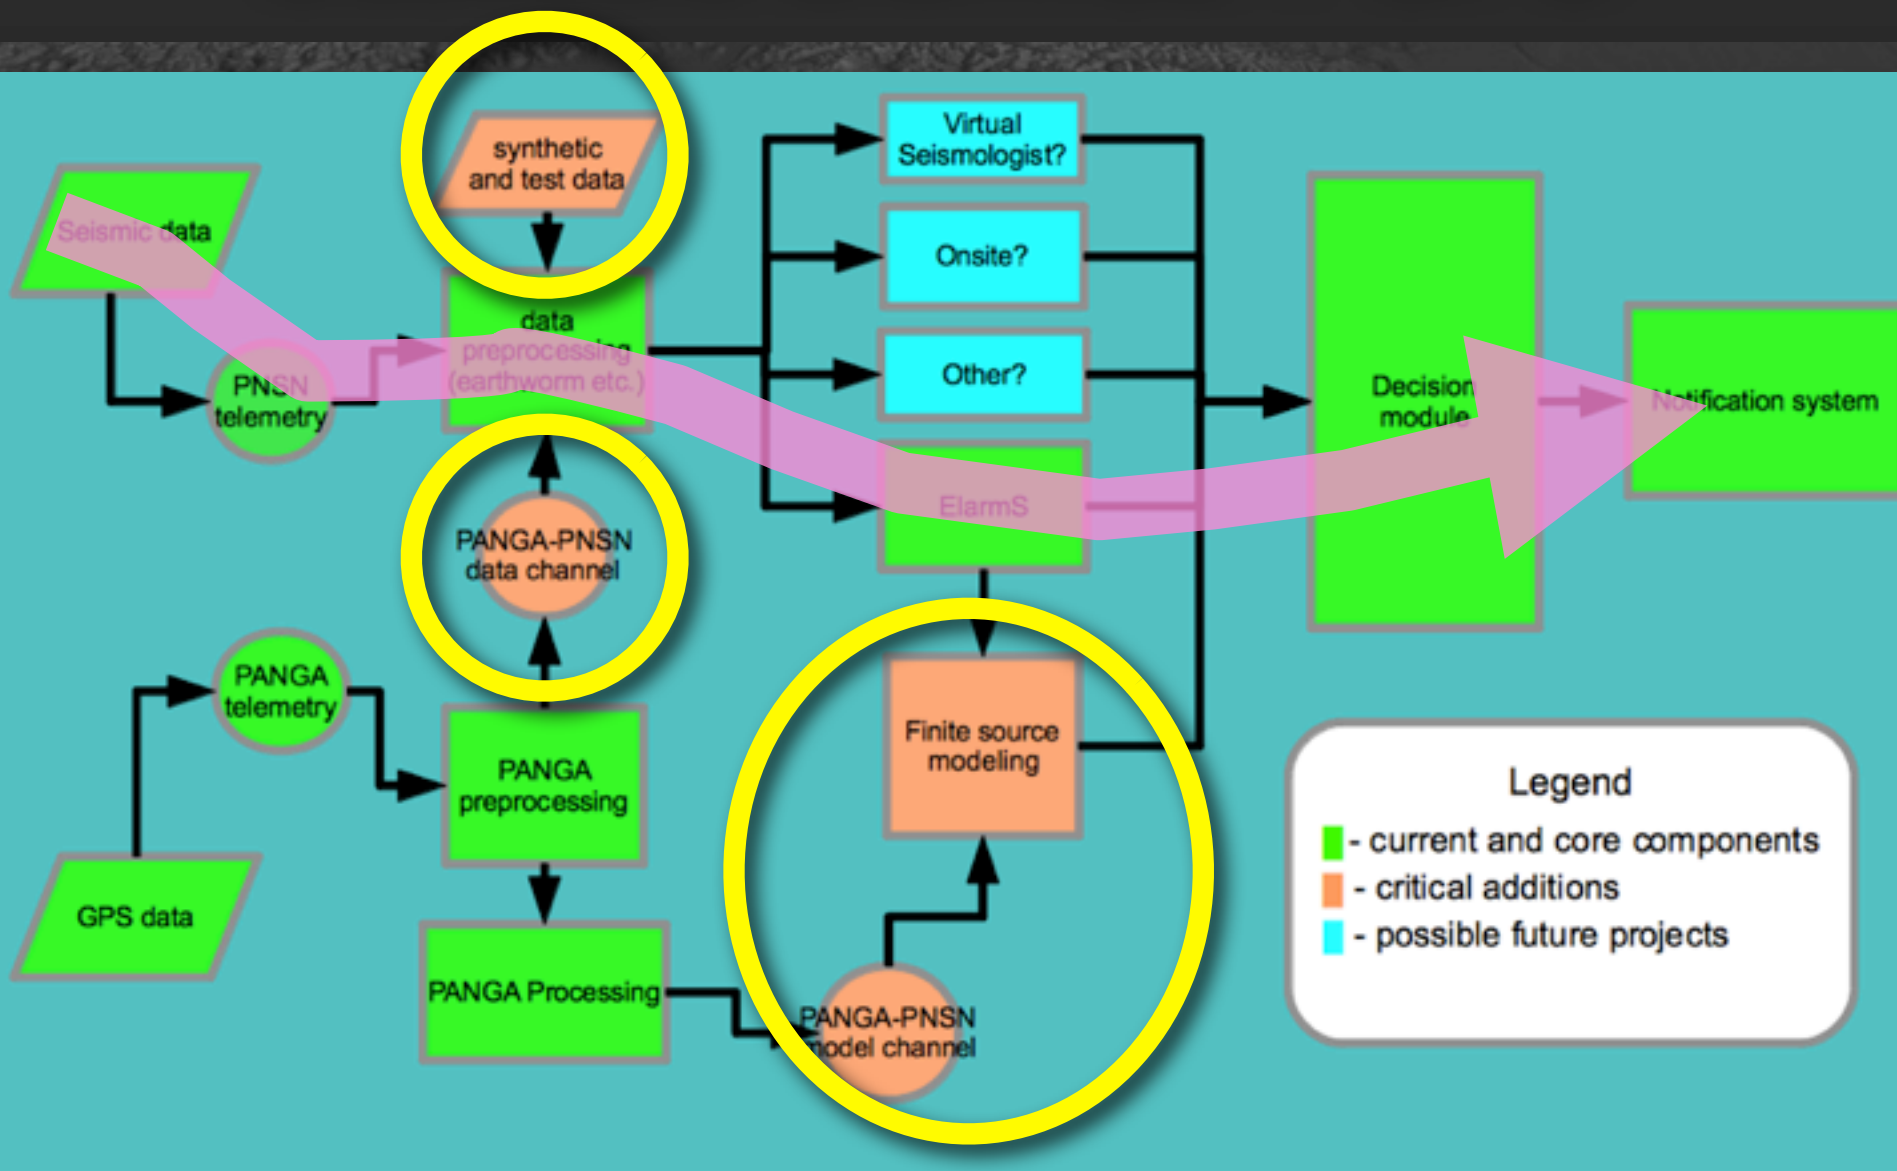 synthetic
and test data
Seismic data
PNSN
telemetry
data
preprocessing
(earthworm etc.)
Virtual
Seismologist?
Onsite?
Other?
ElarmS
Decision
module
Notification system
PANGA-PNSN
data channel
PANGA
telemetry
PANGA
preprocessing
GPS data
PANGA Processing
Finite source
modeling
PANGA-PNSN
model channel
Legend
- current and core components
- critical additions
- possible future projects